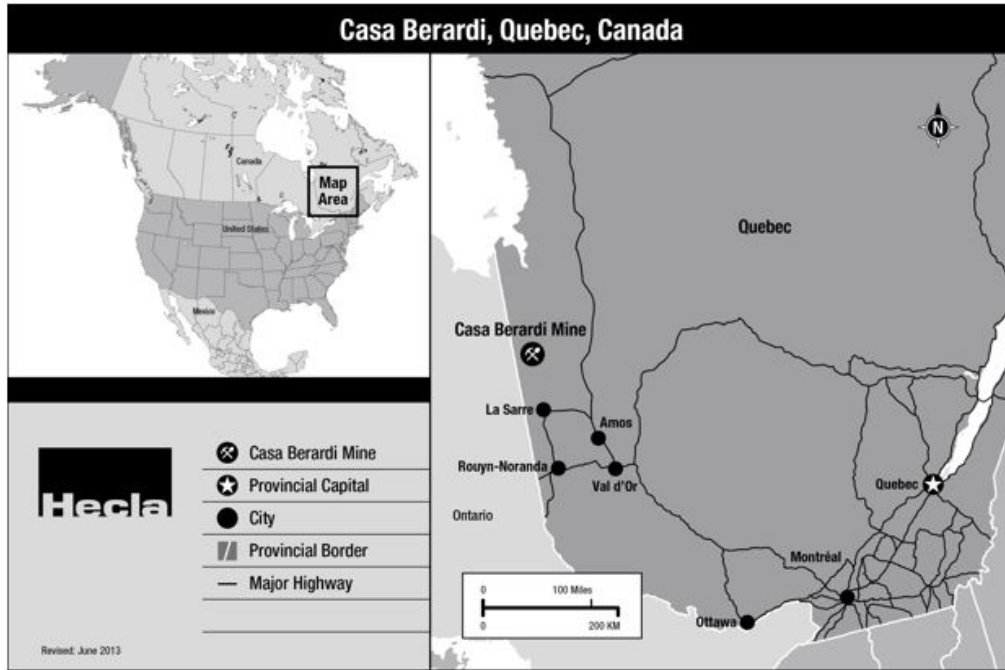 Casa Berardi, Quebec, Canada
Canada
Map
Area
United States
Mexico
Hecla
Casa Berardi Mine
Provincial Capital
City
Provincial Border
Major Highway
Revised: June 2013
N
Quebec
Casa Berardi Mine
La Sarre
Amos
Rouyn-Noranda
Val d'Or
Quebec
Ontario
Montréal
Ottawa
0 100 Miles
0 200 KM